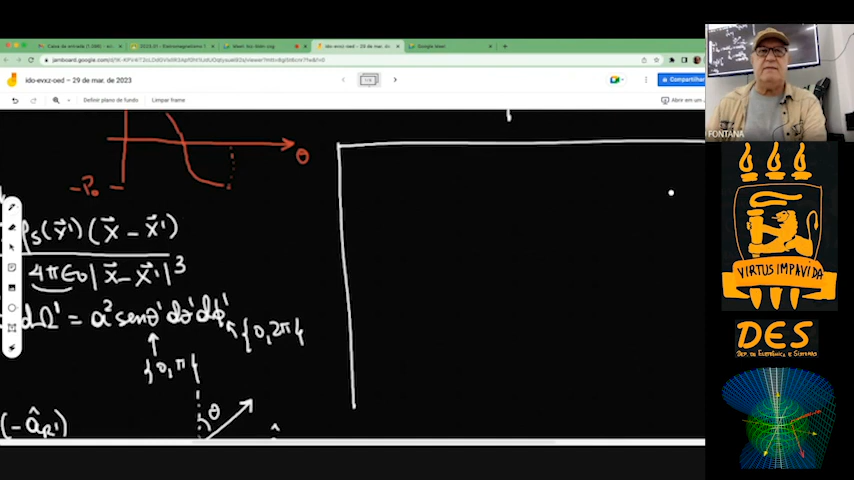 ido-evxz-oed – 29 de mar. de 2023
Google Meet
jamboard.google.com
Compartilhar
Definir plano de fundo
Limpar frame
Abrir em um
FONTANA
θ
-P₀
ρs(x⃗')(x⃗ - x⃗')
4πε₀|x⃗ - x⃗'|³
dΩ' = a² senθ' dθ' dϕ'
{0, 2π}
{0, π}
(-âR')
θ
VIRTUS IMPAVIDA
DES
DEP. DE ELETRÔNICA E SISTEMAS